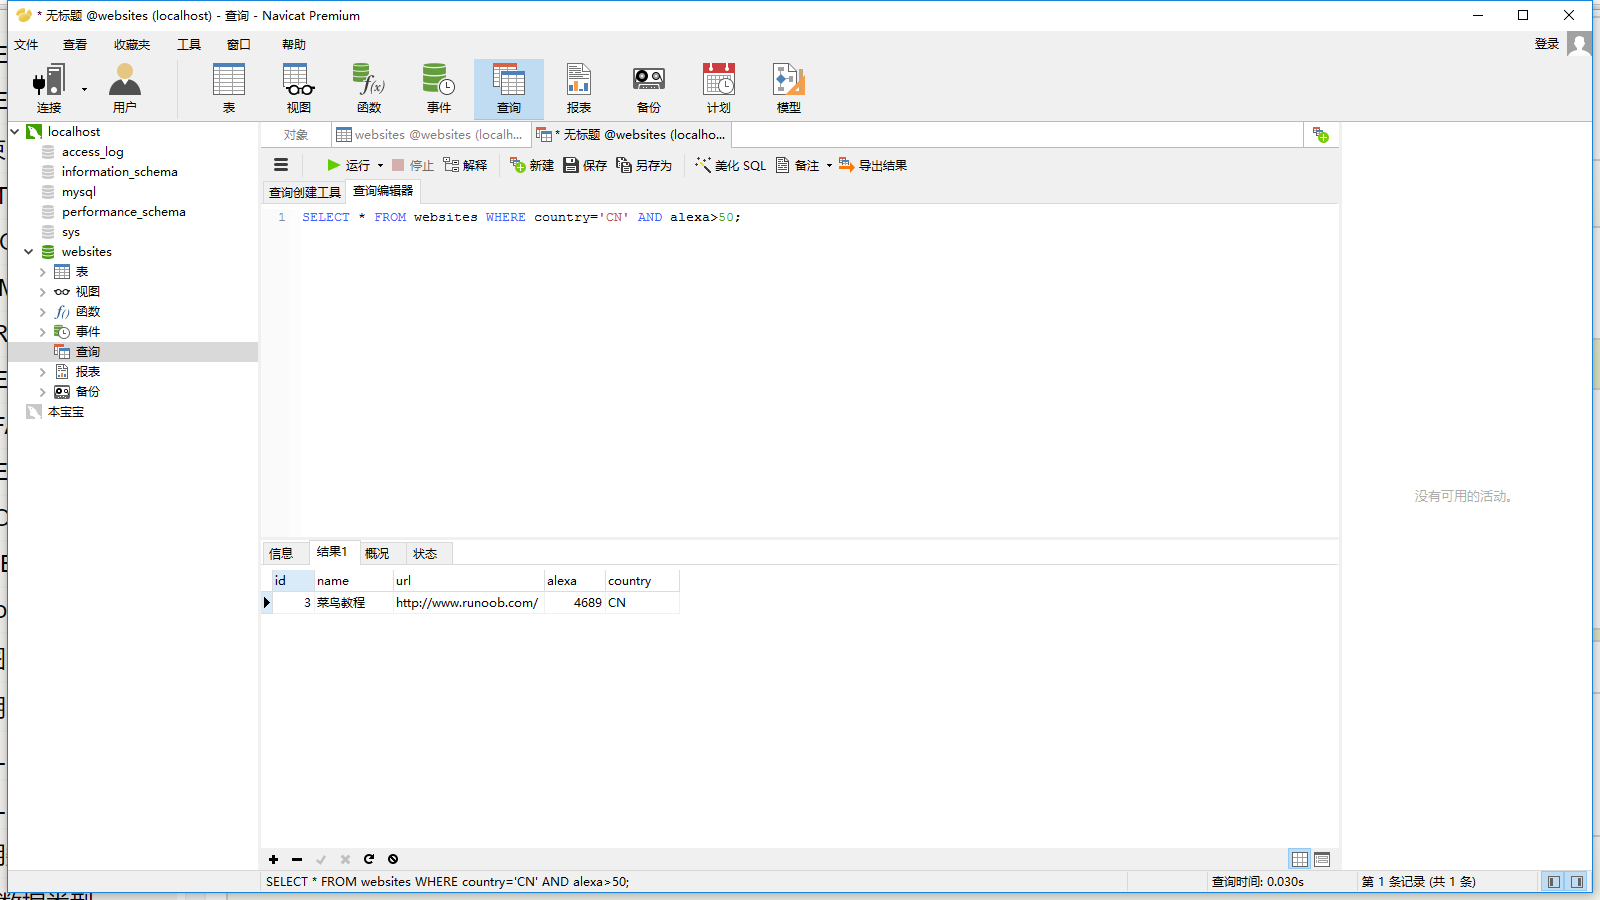 * 无标题 @websites (localhost) - 查询 - Navicat Premium
文件 查看 收藏夹 工具 窗口 帮助 登录
连接 用户 表 视图 函数 事件 查询 报表 备份 计划 模型
localhost
access_log
information_schema
mysql
performance_schema
sys
websites
表
视图
函数
事件
查询
报表
备份
本宝宝
对象 websites @websites (localh... * 无标题 @websites (localho...
运行 停止 解释 新建 保存 另存为 美化 SQL 备注 导出结果
查询创建工具 查询编辑器
1 SELECT * FROM websites WHERE country='CN' AND alexa>50;
没有可用的活动。
信息 结果1 概况 状态
id name url alexa country
3 菜鸟教程 http://www.runoob.com/ 4689 CN
SELECT * FROM websites WHERE country='CN' AND alexa>50; 查询时间: 0.030s 第 1 条记录 (共 1 条)